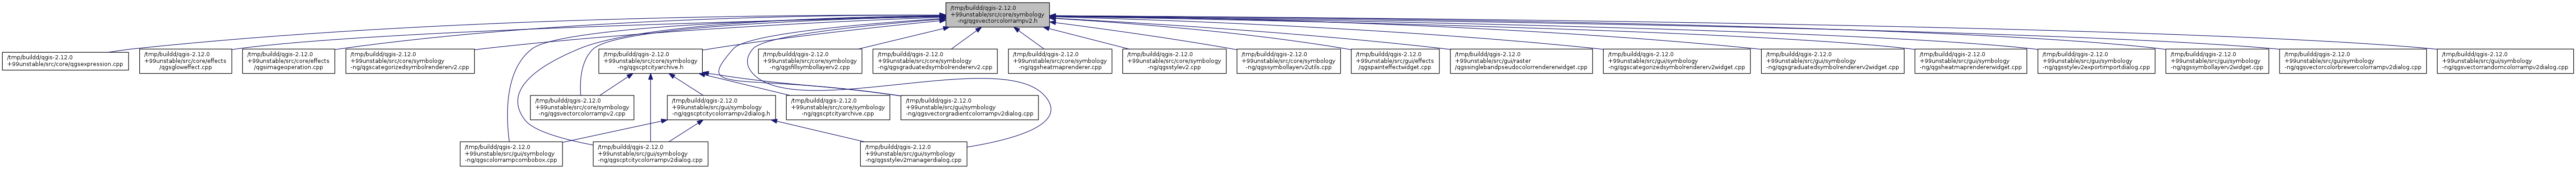 /tmp/buildd/qgis-2.12.0
+99unstable/src/core/symbology
-ng/qgsvectorcolorrampv2.h
/tmp/buildd/qgis-2.12.0
+99unstable/src/core/qgsexpression.cpp
/tmp/buildd/qgis-2.12.0
+99unstable/src/core/effects
/qgsgloweffect.cpp
/tmp/buildd/qgis-2.12.0
+99unstable/src/core/effects
/qgsimageoperation.cpp
/tmp/buildd/qgis-2.12.0
+99unstable/src/core/symbology
-ng/qgscategorizedsymbolrendererv2.cpp
/tmp/buildd/qgis-2.12.0
+99unstable/src/core/symbology
-ng/qgscptcityarchive.h
/tmp/buildd/qgis-2.12.0
+99unstable/src/core/symbology
-ng/qgsfillsymbollayerv2.cpp
/tmp/buildd/qgis-2.12.0
+99unstable/src/core/symbology
-ng/qgsgraduatedsymbolrendererv2.cpp
/tmp/buildd/qgis-2.12.0
+99unstable/src/core/symbology
-ng/qgsheatmaprenderer.cpp
/tmp/buildd/qgis-2.12.0
+99unstable/src/core/symbology
-ng/qgsstylev2.cpp
/tmp/buildd/qgis-2.12.0
+99unstable/src/core/symbology
-ng/qgssymbollayerv2utils.cpp
/tmp/buildd/qgis-2.12.0
+99unstable/src/gui/effects
/qgspainteffectwidget.cpp
/tmp/buildd/qgis-2.12.0
+99unstable/src/gui/raster
/qgssinglebandpseudocolorrendererwidget.cpp
/tmp/buildd/qgis-2.12.0
+99unstable/src/gui/symbology
-ng/qgscategorizedsymbolrendererv2widget.cpp
/tmp/buildd/qgis-2.12.0
+99unstable/src/gui/symbology
-ng/qgsgraduatedsymbolrendererv2widget.cpp
/tmp/buildd/qgis-2.12.0
+99unstable/src/gui/symbology
-ng/qgsheatmaprendererwidget.cpp
/tmp/buildd/qgis-2.12.0
+99unstable/src/gui/symbology
-ng/qgsstylev2exportimportdialog.cpp
/tmp/buildd/qgis-2.12.0
+99unstable/src/gui/symbology
-ng/qgssymbollayerv2widget.cpp
/tmp/buildd/qgis-2.12.0
+99unstable/src/gui/symbology
-ng/qgsvectorcolorbrewercolorrampv2dialog.cpp
/tmp/buildd/qgis-2.12.0
+99unstable/src/gui/symbology
-ng/qgsvectorrandomcolorrampv2dialog.cpp
/tmp/buildd/qgis-2.12.0
+99unstable/src/core/symbology
-ng/qgsvectorcolorrampv2.cpp
/tmp/buildd/qgis-2.12.0
+99unstable/src/gui/symbology
-ng/qgscptcitycolorrampv2dialog.h
/tmp/buildd/qgis-2.12.0
+99unstable/src/core/symbology
-ng/qgscptcityarchive.cpp
/tmp/buildd/qgis-2.12.0
+99unstable/src/gui/symbology
-ng/qgsvectorgradientcolorrampv2dialog.cpp
/tmp/buildd/qgis-2.12.0
+99unstable/src/gui/symbology
-ng/qgscolorrampcombobox.cpp
/tmp/buildd/qgis-2.12.0
+99unstable/src/gui/symbology
-ng/qgscptcitycolorrampv2dialog.cpp
/tmp/buildd/qgis-2.12.0
+99unstable/src/gui/symbology
-ng/qgsstylev2managerdialog.cpp